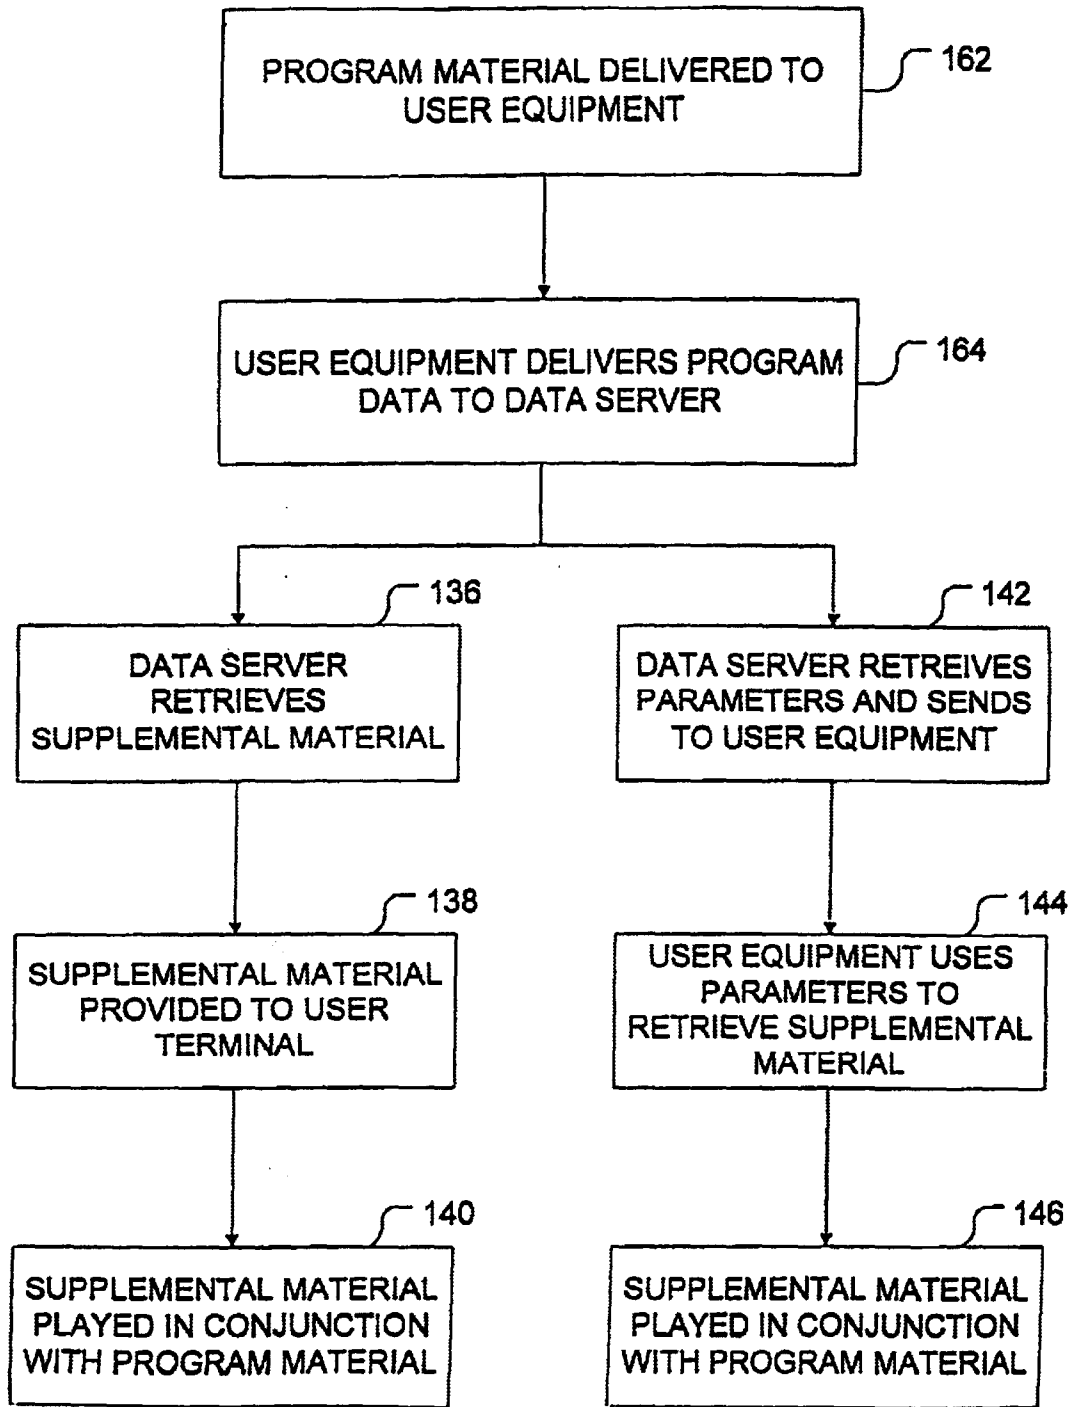 PROGRAM MATERIAL DELIVERED TO
USER EQUIPMENT
162
USER EQUIPMENT DELIVERS PROGRAM
DATA TO DATA SERVER
164
136
DATA SERVER
RETRIEVES
SUPPLEMENTAL MATERIAL
142
DATA SERVER RETREIVES
PARAMETERS AND SENDS
TO USER EQUIPMENT
138
SUPPLEMENTAL MATERIAL
PROVIDED TO USER
TERMINAL
144
USER EQUIPMENT USES
PARAMETERS TO
RETRIEVE SUPPLEMENTAL
MATERIAL
140
SUPPLEMENTAL MATERIAL
PLAYED IN CONJUNCTION
WITH PROGRAM MATERIAL
146
SUPPLEMENTAL MATERIAL
PLAYED IN CONJUNCTION
WITH PROGRAM MATERIAL